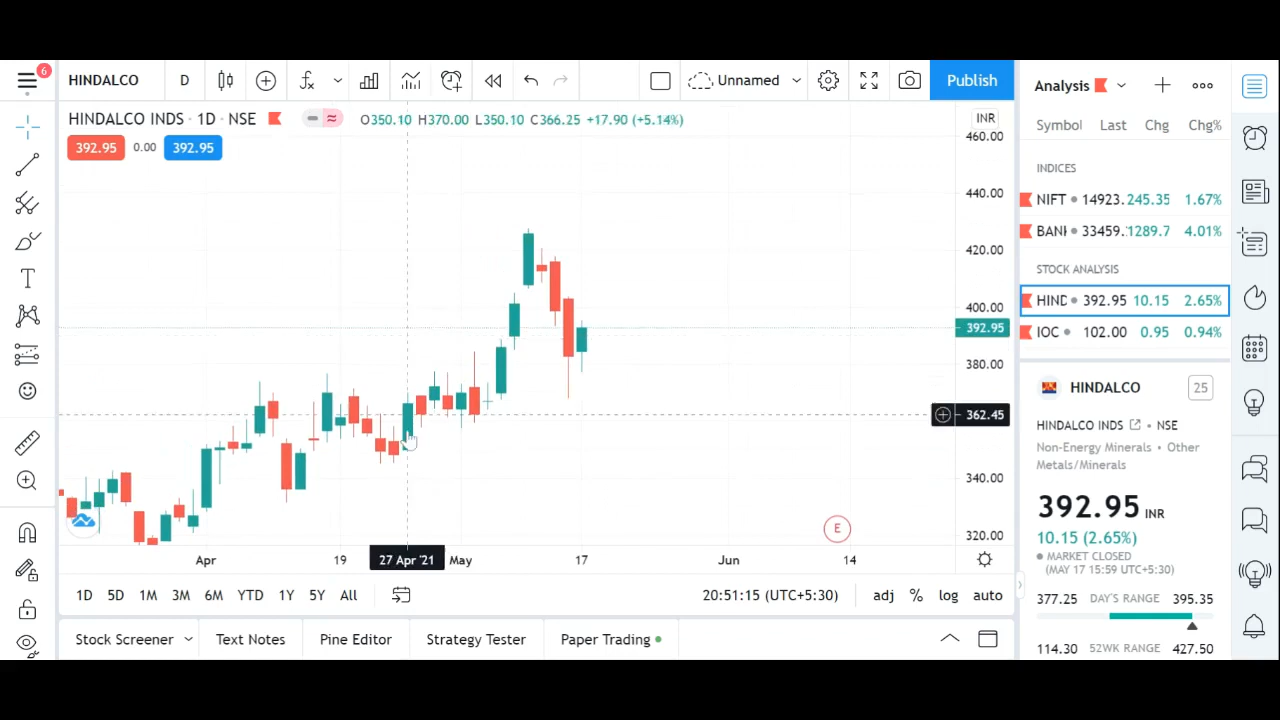 6
HINDALCO D Unnamed Publish
HINDALCO INDS · 1D · NSE O350.10 H370.00 L350.10 C366.25 +17.90 (+5.14%)
392.95 0.00 392.95
INR
460.00
440.00
420.00
400.00
392.95
380.00
362.45
340.00
320.00
E
Apr 19 27 Apr '21 May 17 Jun 14
1D 5D 1M 3M 6M YTD 1Y 5Y All 20:51:15 (UTC+5:30) adj % log auto
Stock Screener Text Notes Pine Editor Strategy Tester Paper Trading
Analysis
Symbol Last Chg Chg%
INDICES
NIFT 14923. 245.35 1.67%
BANI 33459. 1289.7 4.01%
STOCK ANALYSIS
HIND 392.95 10.15 2.65%
IOC 102.00 0.95 0.94%
HINDALCO 25
HINDALCO INDS • NSE
Non-Energy Minerals • Other
Metals/Minerals
392.95 INR
10.15 (2.65%)
MARKET CLOSED
(MAY 17 15:59 UTC+5:30)
377.25 DAY'S RANGE 395.35
114.30 52WK RANGE 427.50